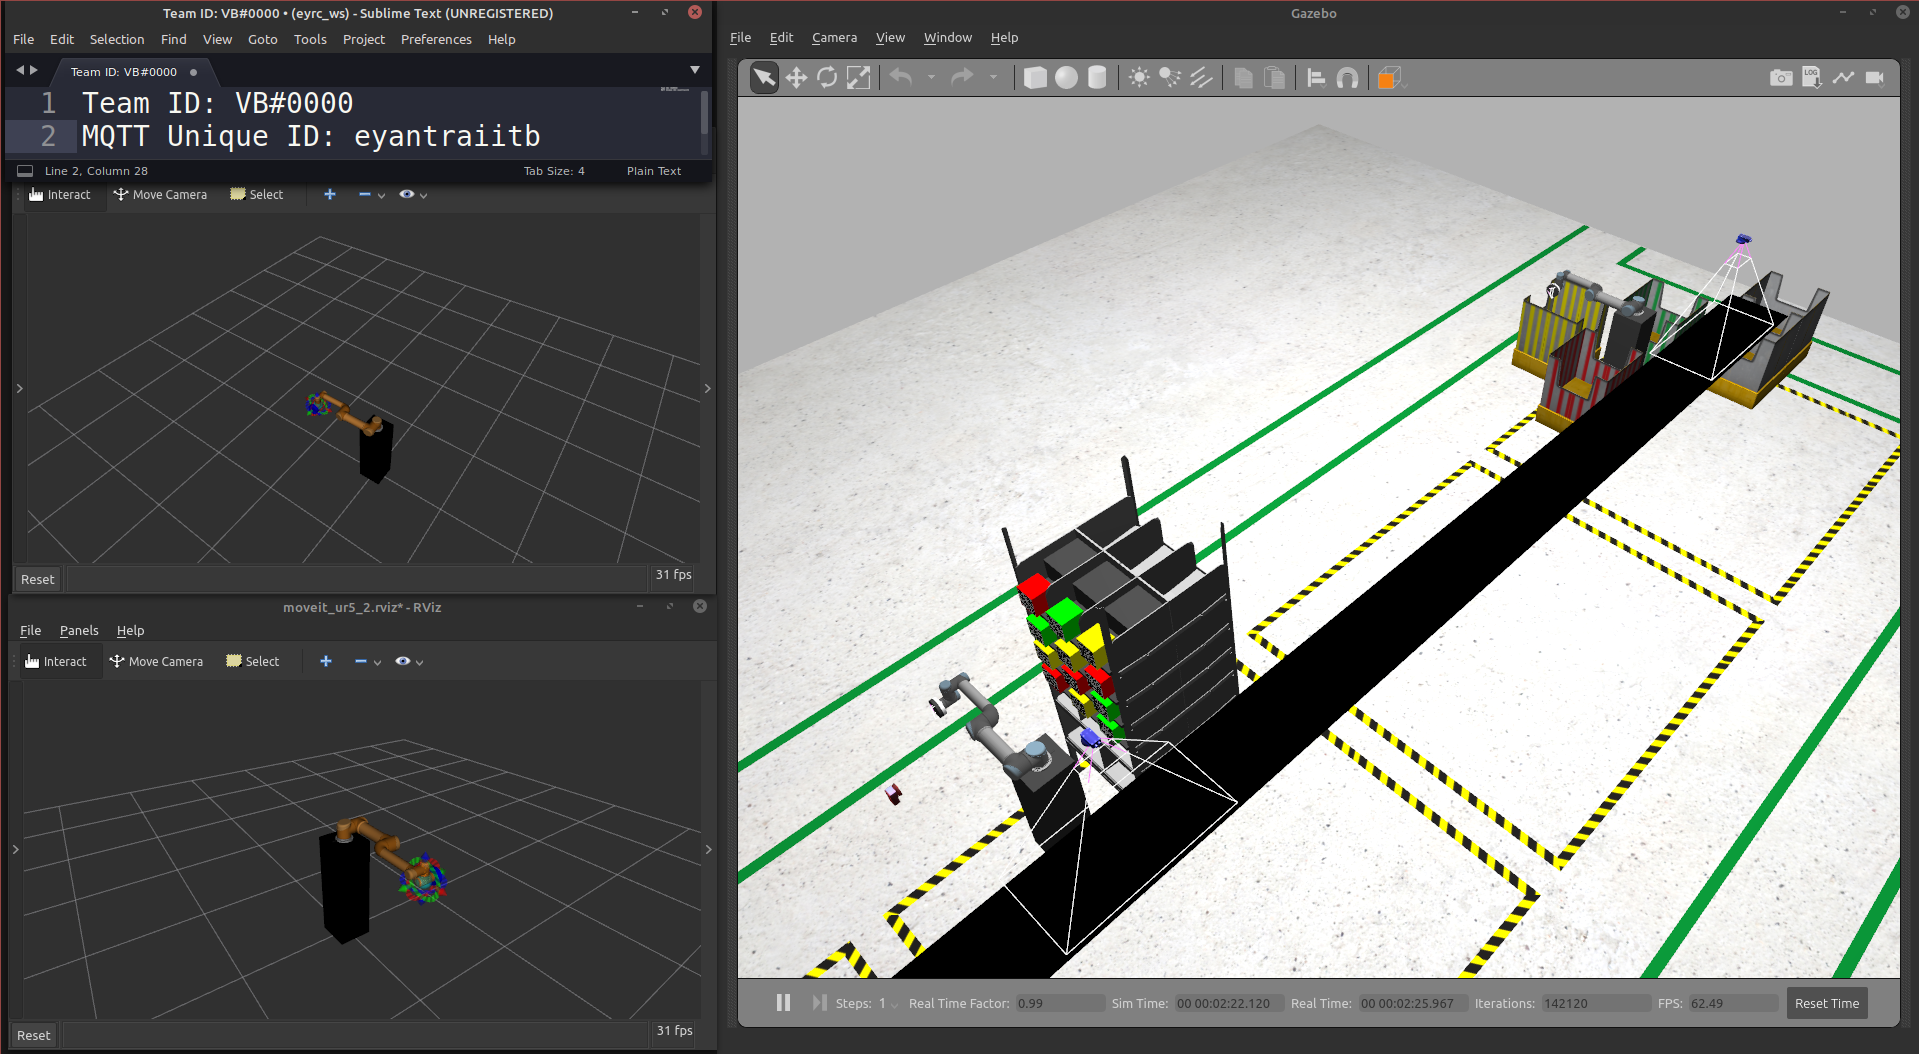 Team ID: VB#0000 • (eyrc_ws) - Sublime Text (UNREGISTERED)
File Edit Selection Find View Goto Tools Project Preferences Help
Team ID: VB#0000
1 Team ID: VB#0000
2 MQTT Unique ID: eyantraiitb
Line 2, Column 28 Tab Size: 4 Plain Text
Interact Move Camera Select
Reset 31 fps
moveit_ur5_2.rviz* - RViz
File Panels Help
Interact Move Camera Select
Reset 31 fps
Gazebo
File Edit Camera View Window Help
LOG
Steps: 1 Real Time Factor: 0.99 Sim Time: 00 00:02:22.120 Real Time: 00 00:02:25.967 Iterations: 142120 FPS: 62.49 Reset Time